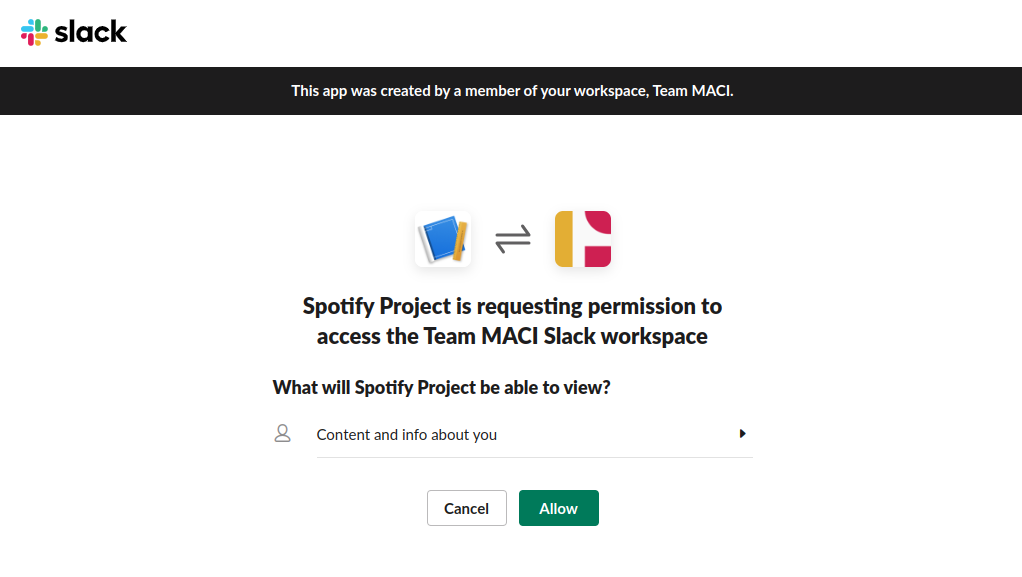 slack
This app was created by a member of your workspace, Team MACI.
Spotify Project is requesting permission to
access the Team MACI Slack workspace
What will Spotify Project be able to view?
Content and info about you
Cancel Allow